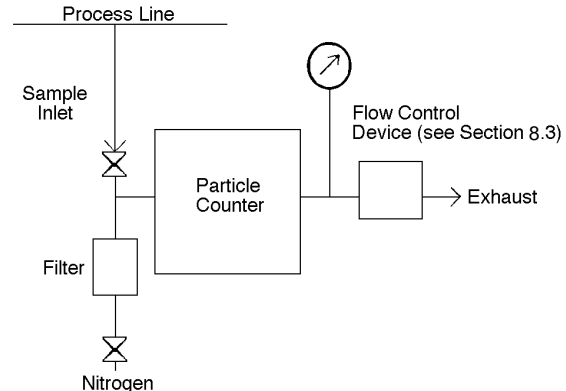 Process Line
Sample
Inlet
Flow Control
Device (see Section 8.3)
Particle
Counter
Exhaust
Filter
Nitrogen